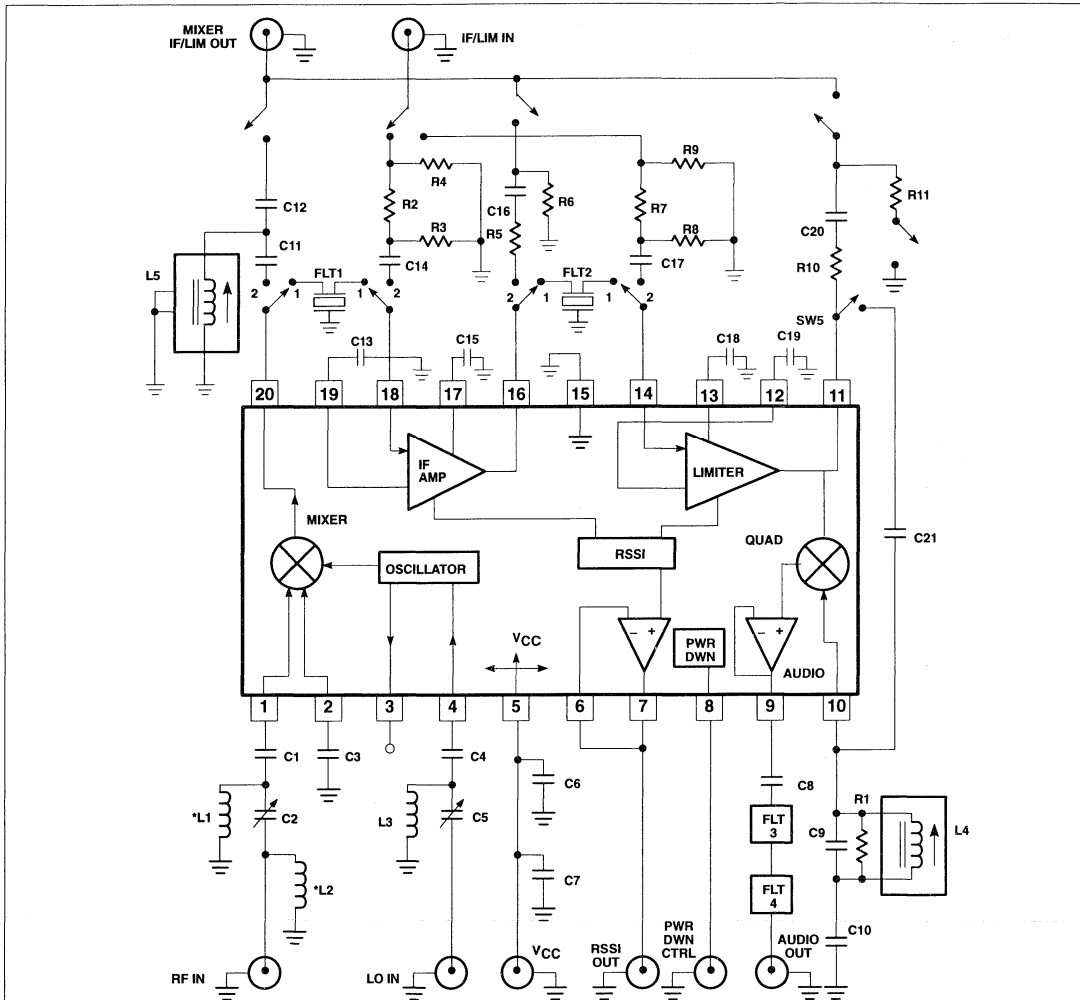 MIXER
IF/LIM OUT
IF/LIM IN
R9
R4
R11
R2
R6
C16
R7
C12
C20
R3
R5
R8
C11
C14
C17
L5
FLT1
FLT2
R10
2
1
1
2
2
1
1
2
SW5
C13
C15
C18
C19
20
19
18
17
16
15
14
13
12
11
IF
AMP
LIMITER
MIXER
QUAD
C21
RSSI
OSCILLATOR
VCC
− +
PWR
DWN
− +
AUDIO
1
2
3
4
5
6
7
8
9
10
C1
C3
C4
C6
C8
*L1
C2
L3
C5
FLT
3
C9
R1
L4
*L2
C7
FLT
4
C10
RF IN
LO IN
VCC
RSSI
OUT
PWR
DWN
CTRL
AUDIO
OUT